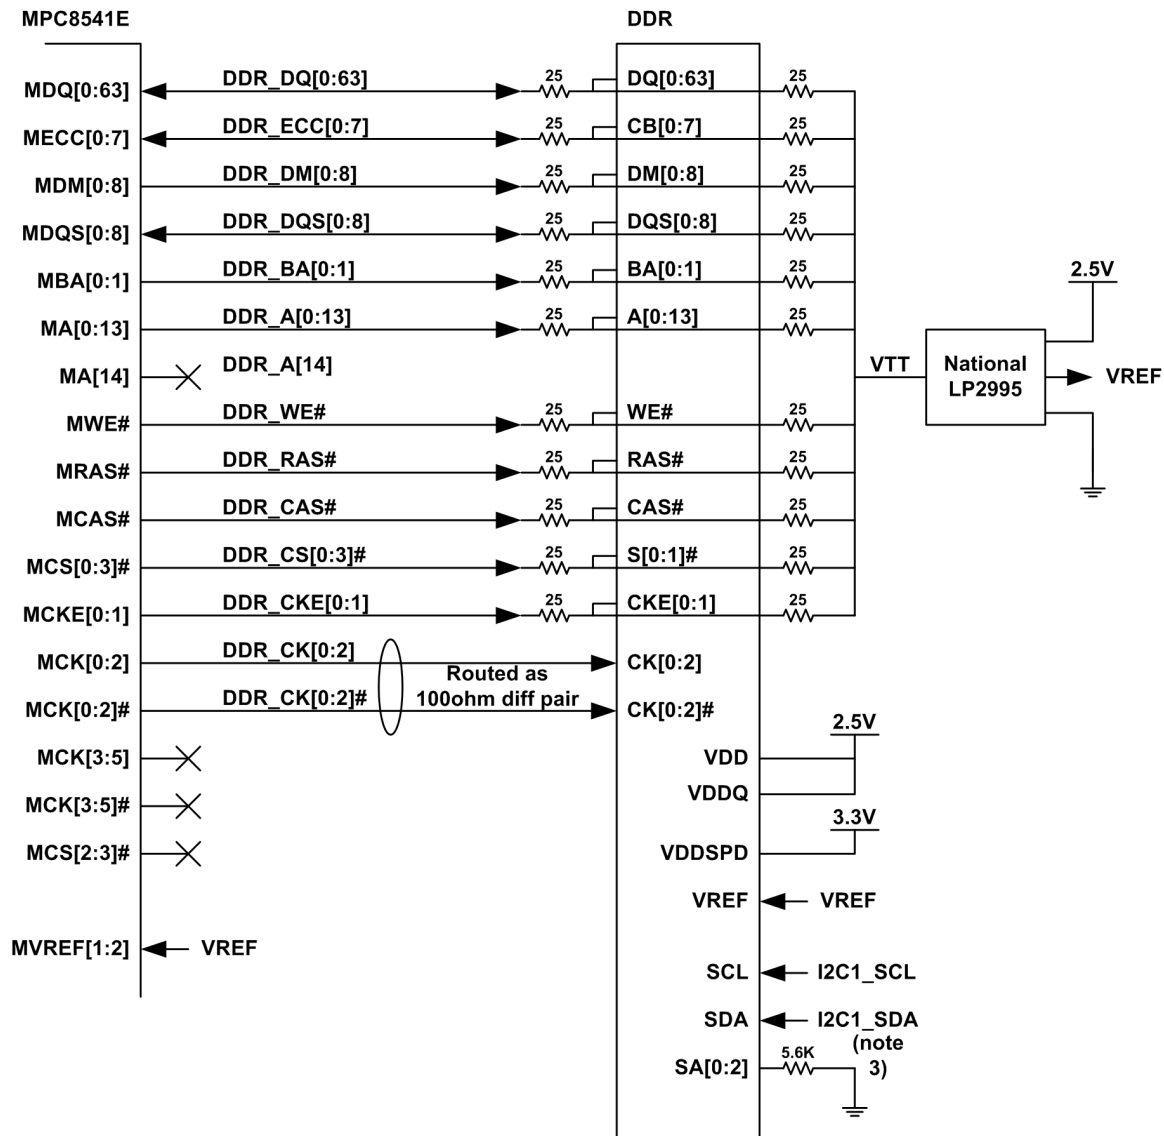 MPC8541E DDR
MDQ[0:63] DDR_DQ[0:63] 25 DQ[0:63] 25
MECC[0:7] DDR_ECC[0:7] 25 CB[0:7] 25
MDM[0:8] DDR_DM[0:8] 25 DM[0:8] 25
MDQS[0:8] DDR_DQS[0:8] 25 DQS[0:8] 25
MBA[0:1] DDR_BA[0:1] 25 BA[0:1] 25 2.5V
MA[0:13] DDR_A[0:13] 25 A[0:13] 25
MA[14] DDR_A[14] VTT National VREF
LP2995
MWE# DDR_WE# 25 WE# 25
MRAS# DDR_RAS# 25 RAS# 25
MCAS# DDR_CAS# 25 CAS# 25
MCS[0:3]# DDR_CS[0:3]# 25 S[0:1]# 25
MCKE[0:1] DDR_CKE[0:1] 25 CKE[0:1] 25
MCK[0:2] DDR_CK[0:2] CK[0:2]
Routed as
100ohm diff pair
MCK[0:2]# DDR_CK[0:2]# CK[0:2]#
2.5V
MCK[3:5] VDD
VDDQ
MCK[3:5]#
3.3V
MCS[2:3]# VDDSPD
VREF VREF
MVREF[1:2] VREF
SCL I2C1_SCL
SDA I2C1_SDA
(note
3)
SA[0:2] 5.6K